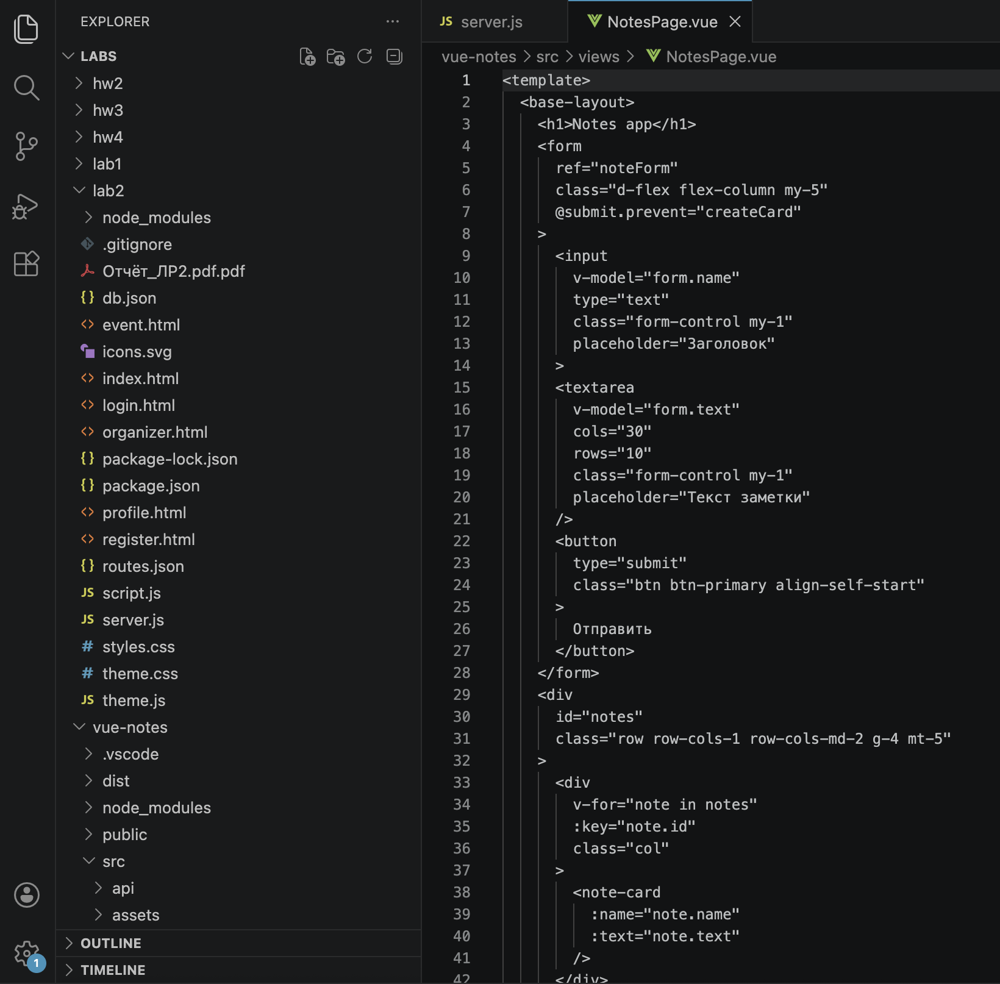 EXPLORER
LABS
hw2
hw3
hw4
lab1
lab2
node_modules
.gitignore
Отчёт_ЛР2.pdf.pdf
{} db.json
<> event.html
icons.svg
<> index.html
<> login.html
<> organizer.html
{} package-lock.json
{} package.json
<> profile.html
<> register.html
{} routes.json
JS script.js
JS server.js
# styles.css
# theme.css
JS theme.js
vue-notes
.vscode
dist
node_modules
public
src
api
assets
OUTLINE
TIMELINE
1
JS server.js
NotesPage.vue
vue-notes > src > views > NotesPage.vue
1 <template>
2 <base-layout>
3 <h1>Notes app</h1>
4 <form
5 ref="noteForm"
6 class="d-flex flex-column my-5"
7 @submit.prevent="createCard"
8 >
9 <input
10 v-model="form.name"
11 type="text"
12 class="form-control my-1"
13 placeholder="Заголовок"
14 >
15 <textarea
16 v-model="form.text"
17 cols="30"
18 rows="10"
19 class="form-control my-1"
20 placeholder="Текст заметки"
21 />
22 <button
23 type="submit"
24 class="btn btn-primary align-self-start"
25 >
26 Отправить
27 </button>
28 </form>
29 <div
30 id="notes"
31 class="row row-cols-1 row-cols-md-2 g-4 mt-5"
32 >
33 <div
34 v-for="note in notes"
35 :key="note.id"
36 class="col"
37 >
38 <note-card
39 :name="note.name"
40 :text="note.text"
41 />
42 </div>